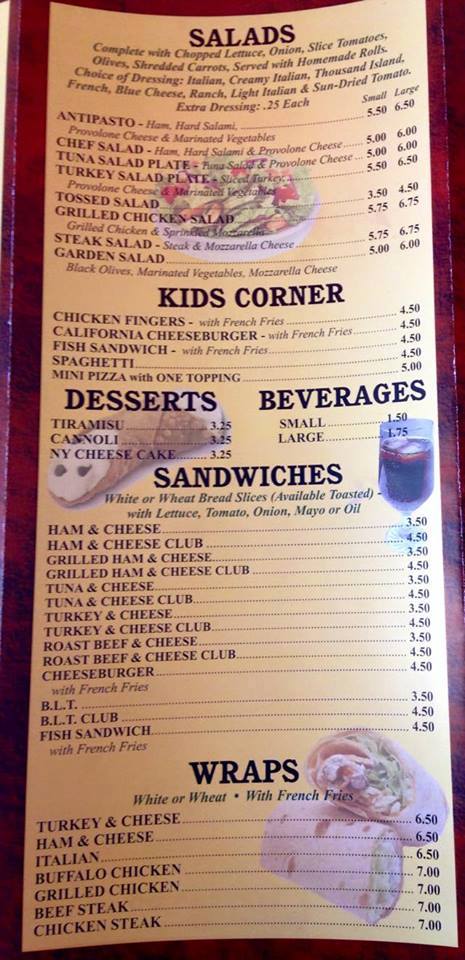 SALADS
Complete with Chopped Lettuce, Onion, Slice Tomatoes,
Olives, Shredded Carrots, Served with Homemade Rolls.
Choice of Dressing: Italian, Creamy Italian, Thousand Island,
French, Blue Cheese, Ranch, Light Italian & Sun-Dried Tomato.
Extra Dressing: .25 Each
Small Large
ANTIPASTO - Ham, Hard Salami, 5.50 6.50
Provolone Cheese & Marinated Vegetables
CHEF SALAD - Ham, Hard Salami & Provolone Cheese 5.00 6.00
TUNA SALAD PLATE - Tuna Salad & Provolone Cheese 5.00 6.00
TURKEY SALAD PLATE - Sliced Turkey, 5.50 6.50
Provolone Cheese & Marinated Vegetables
TOSSED SALAD 3.50 4.50
GRILLED CHICKEN SALAD 5.75 6.75
Grilled Chicken & Sprinkled Mozzarella
STEAK SALAD - Steak & Mozzarella Cheese 5.75 6.75
GARDEN SALAD 5.00 6.00
Black Olives, Marinated Vegetables, Mozzarella Cheese
KIDS CORNER
CHICKEN FINGERS - with French Fries 4.50
CALIFORNIA CHEESEBURGER - with French Fries 4.50
FISH SANDWICH - with French Fries 4.50
SPAGHETTI 4.50
MINI PIZZA with ONE TOPPING 5.00
DESSERTS
TIRAMISU 3.25
CANNOLI 3.25
NY CHEESE CAKE 3.25
BEVERAGES
SMALL 1.50
LARGE 1.75
SANDWICHES
White or Wheat Bread Slices (Available Toasted) -
with Lettuce, Tomato, Onion, Mayo or Oil
HAM & CHEESE 3.50
HAM & CHEESE CLUB 4.50
GRILLED HAM & CHEESE 3.50
GRILLED HAM & CHEESE CLUB 4.50
TUNA & CHEESE 3.50
TUNA & CHEESE CLUB 4.50
TURKEY & CHEESE 3.50
TURKEY & CHEESE CLUB 4.50
ROAST BEEF & CHEESE 3.50
ROAST BEEF & CHEESE CLUB 4.50
CHEESEBURGER 4.50
with French Fries
B.L.T. 3.50
B.L.T. CLUB 4.50
FISH SANDWICH 4.50
with French Fries
WRAPS
White or Wheat • With French Fries
TURKEY & CHEESE 6.50
HAM & CHEESE 6.50
ITALIAN 6.50
BUFFALO CHICKEN 7.00
GRILLED CHICKEN 7.00
BEEF STEAK 7.00
CHICKEN STEAK 7.00